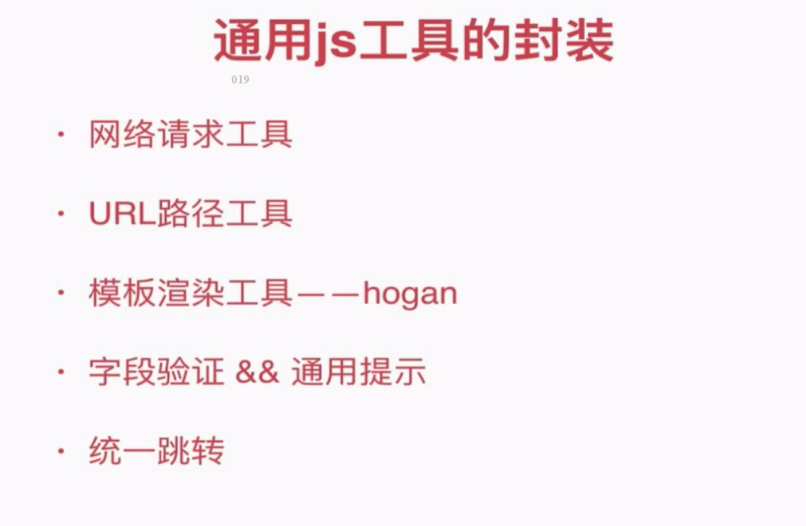 通用js工具的封装
019
· 网络请求工具
· URL路径工具
· 模板渲染工具——hogan
· 字段验证 && 通用提示
· 统一跳转